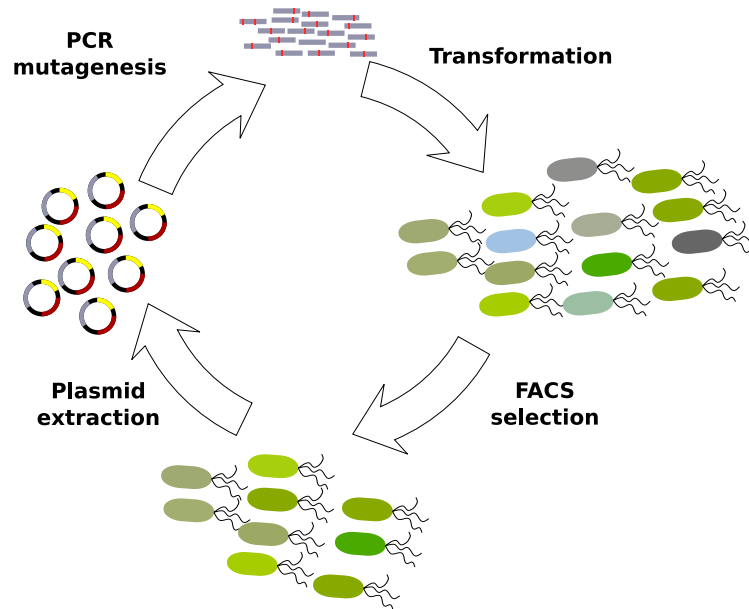 PCR
mutagenesis
Transformation
FACS
selection
Plasmid
extraction